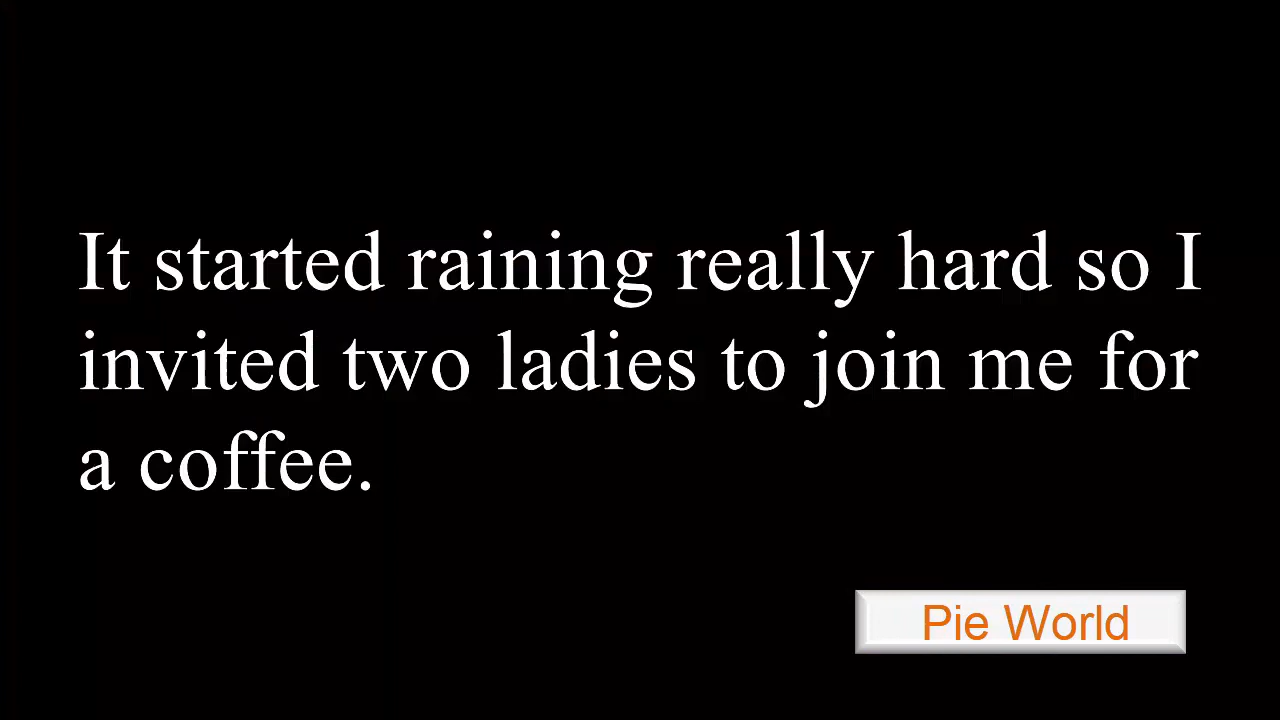 It started raining really hard so I
invited two ladies to join me for
a coffee.
Pie World